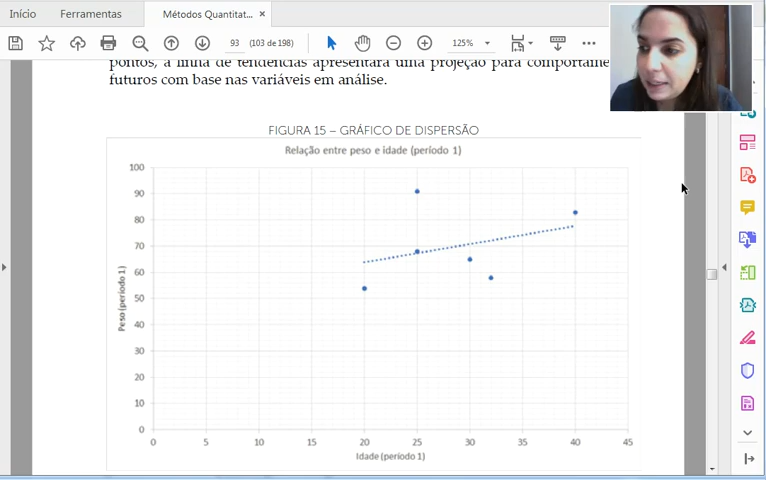 Início Ferramentas Métodos Quantitat... ×
93 (103 de 198) 125%
pontos, a linha de tendências apresentará uma projeção para comportame
futuros com base nas variáveis em análise.
FIGURA 15 – GRÁFICO DE DISPERSÃO
Relação entre peso e idade (período 1)
100
90
80
70
60
50
40
30
20
10
0
Peso (período 1)
0 5 10 15 20 25 30 35 40 45
Idade (período 1)